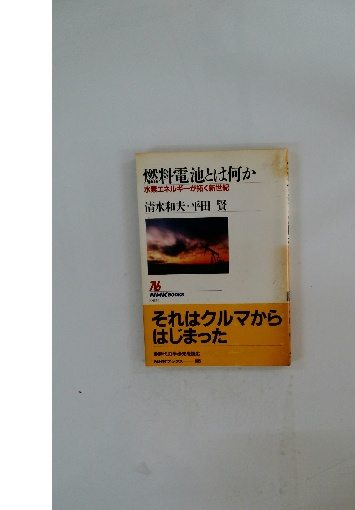 燃料電池とは何か
水素エネルギーが拓く新世紀
清水和夫・平田 賢
NHK BOOKS
それはクルマから
はじまった
NHKブックス